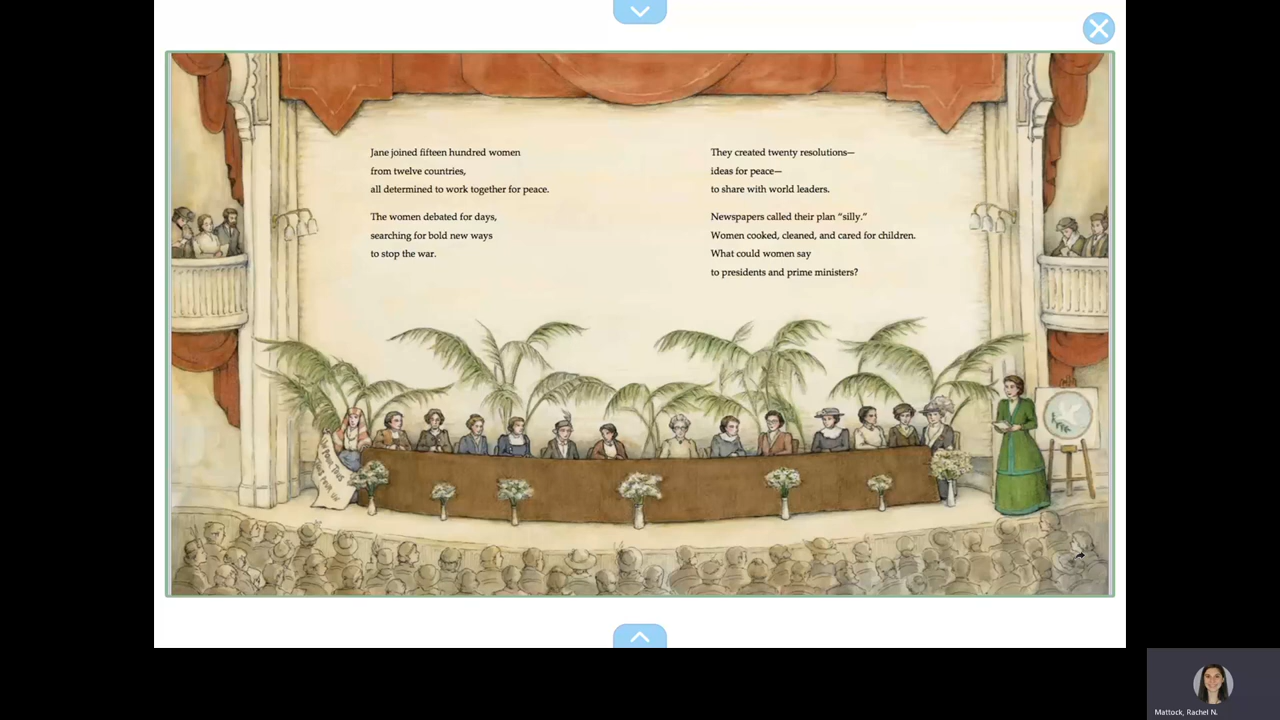 Jane joined fifteen hundred women
from twelve countries,
all determined to work together for peace.
The women debated for days,
searching for bold new ways
to stop the war.
They created twenty resolutions—
ideas for peace—
to share with world leaders.
Newspapers called their plan “silly.”
Women cooked, cleaned, and cared for children.
What could women say
to presidents and prime ministers?
Mattock, Rachel N.